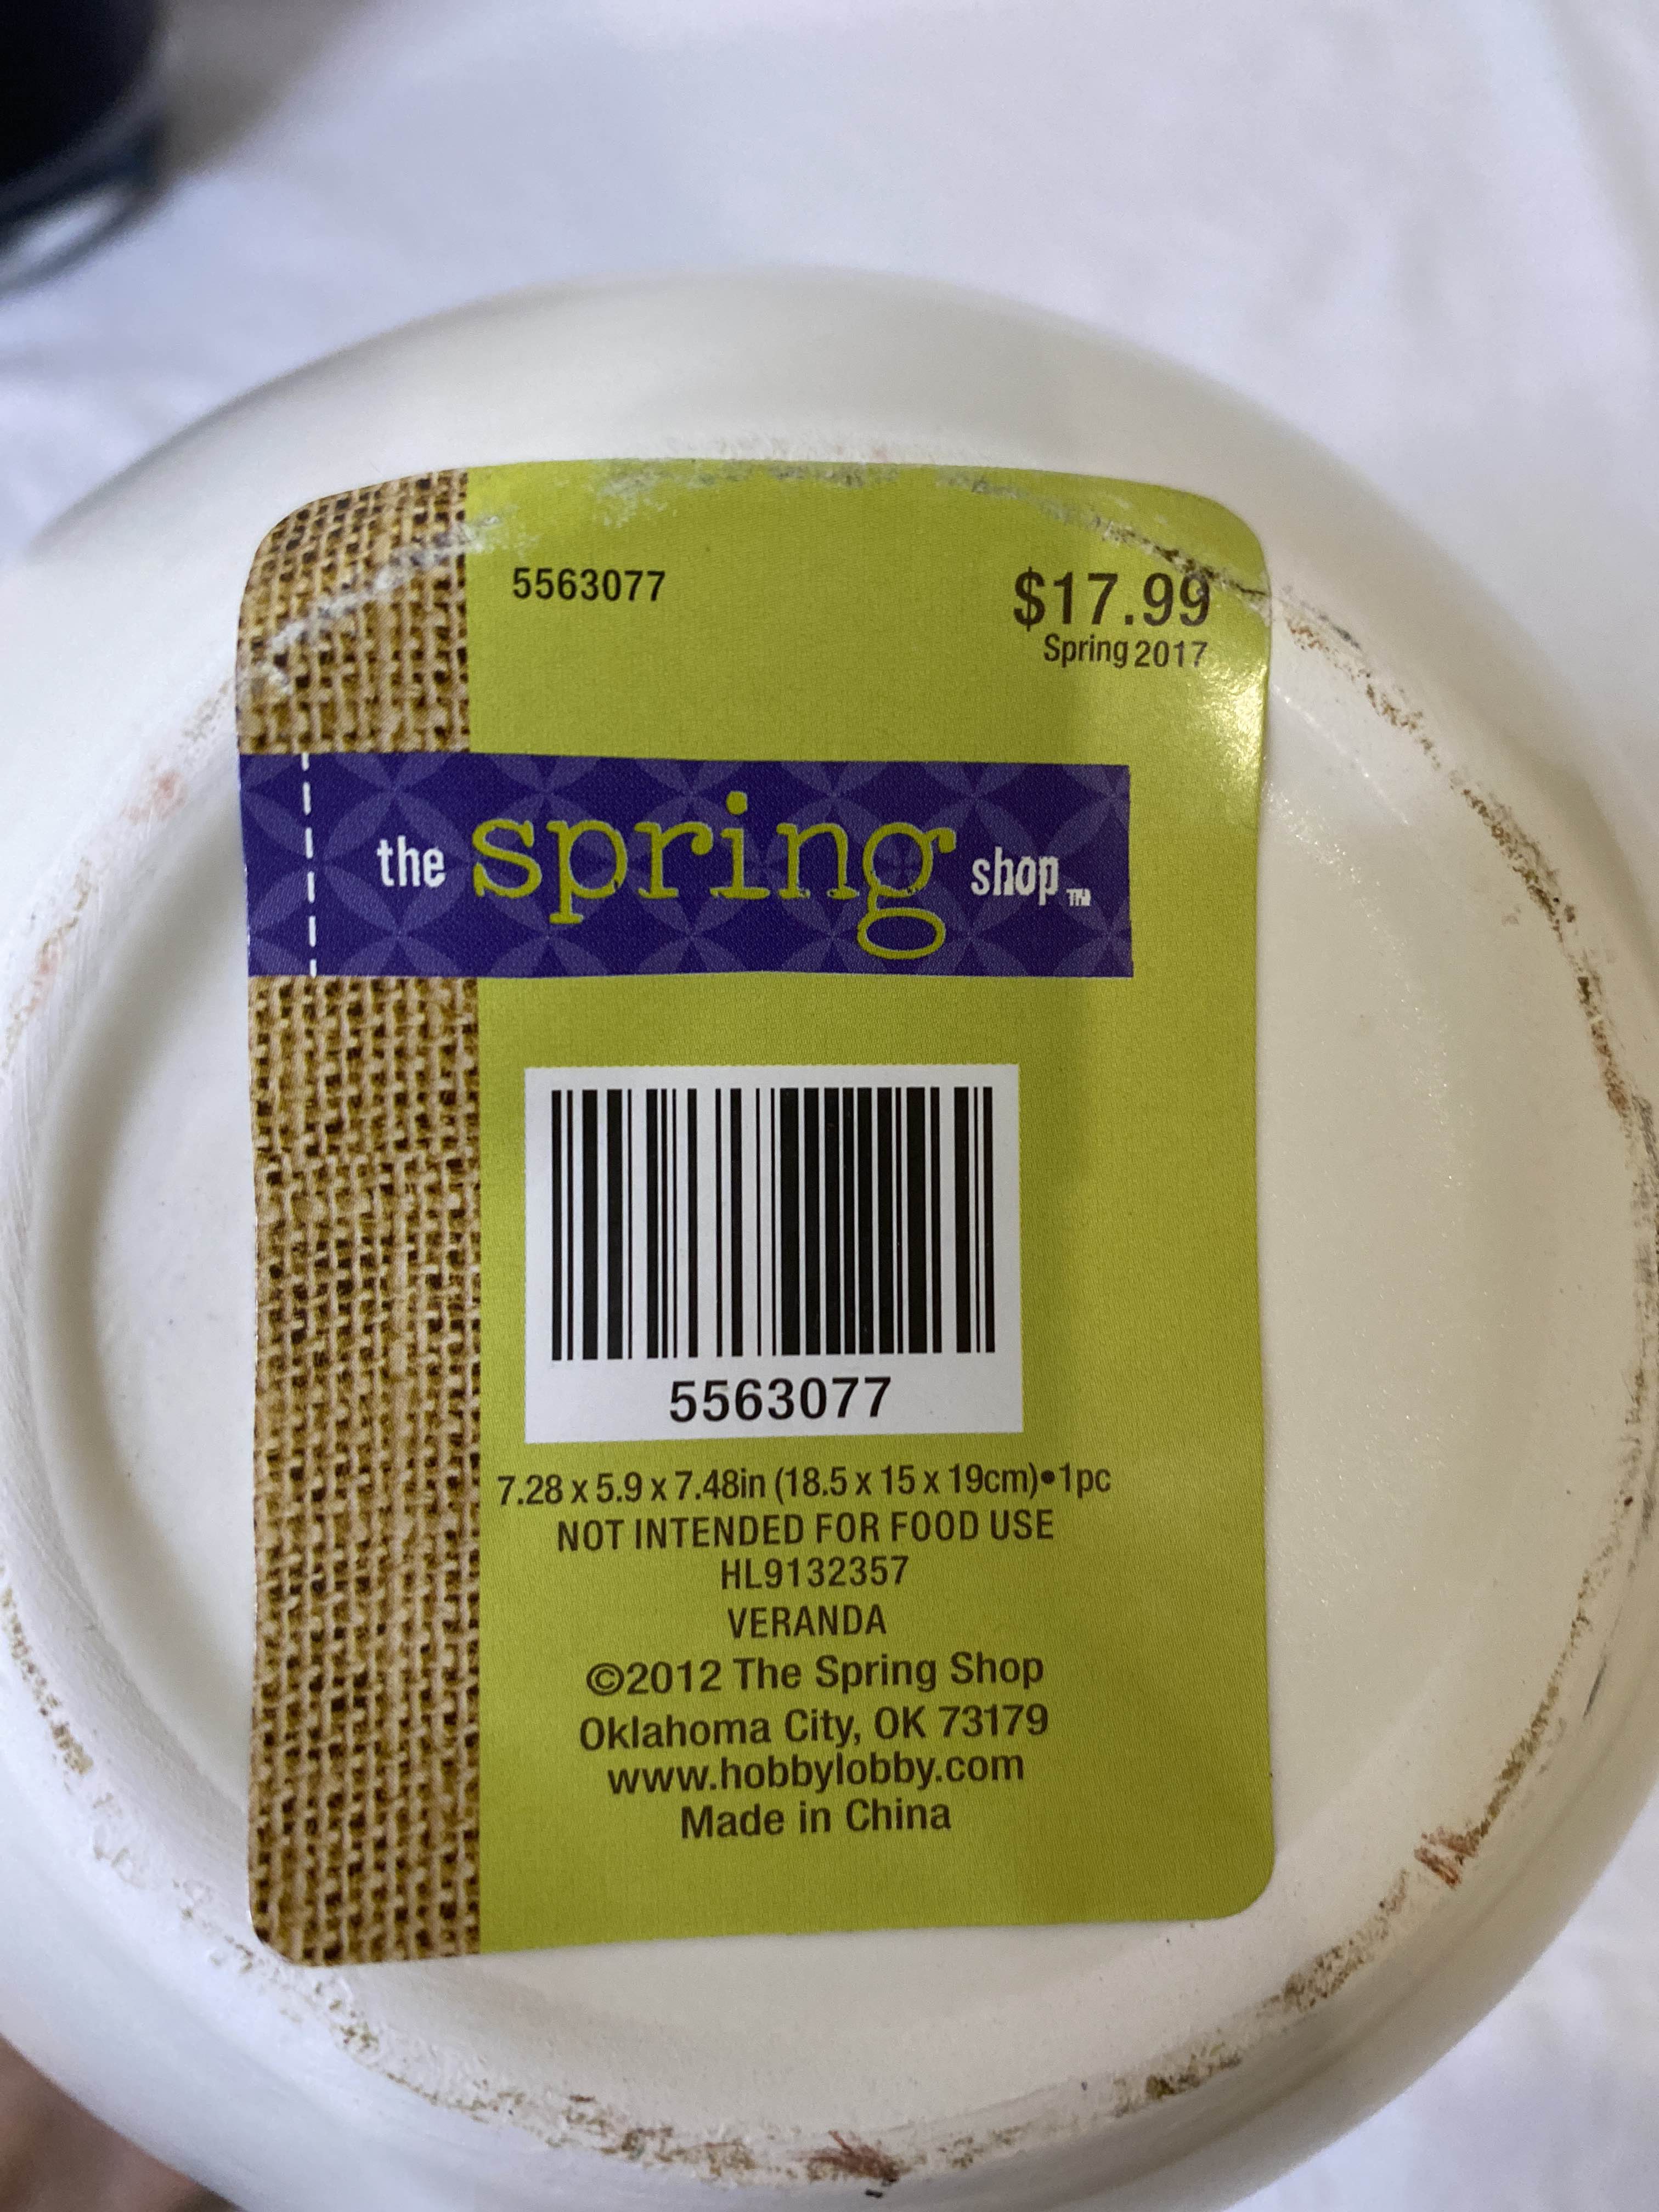 5563077
$17.99
Spring 2017
the spring shop™
5563077
7.28 x 5.9 x 7.48in (18.5 x 15 x 19cm)•1pc
NOT INTENDED FOR FOOD USE
HL9132357
VERANDA
©2012 The Spring Shop
Oklahoma City, OK 73179
www.hobbylobby.com
Made in China